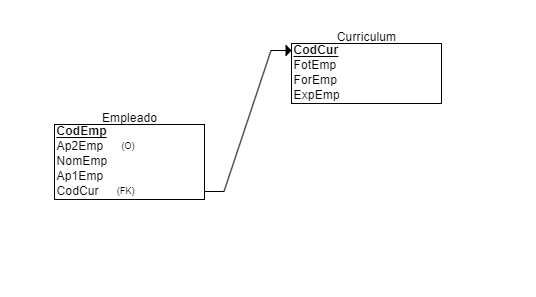 Curriculum
CodCur
FotEmp
ForEmp
ExpEmp
Empleado
CodEmp
Ap2Emp (O)
NomEmp
Ap1Emp
CodCur (FK)